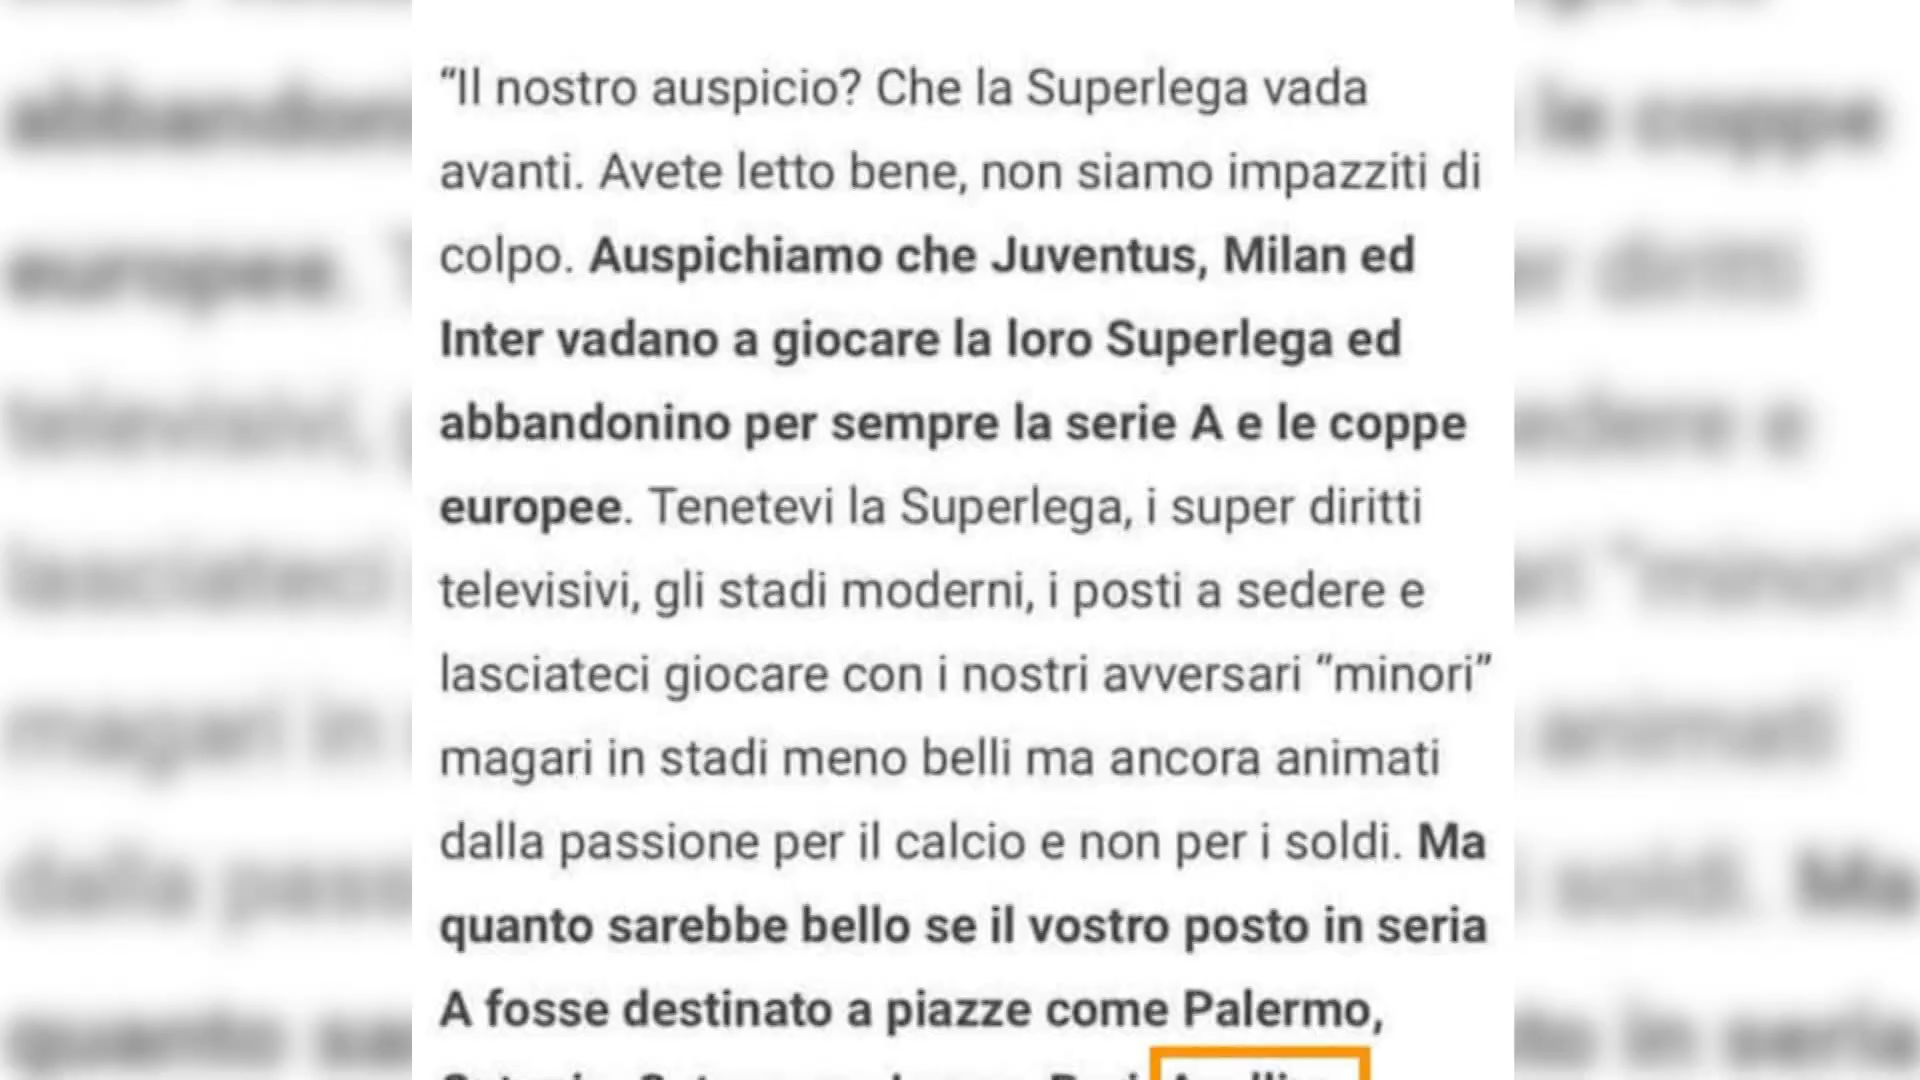 “Il nostro auspicio? Che la Superlega vada
avanti. Avete letto bene, non siamo impazziti di
colpo. Auspichiamo che Juventus, Milan ed
Inter vadano a giocare la loro Superlega ed
abbandonino per sempre la serie A e le coppe
europee. Tenetevi la Superlega, i super diritti
televisivi, gli stadi moderni, i posti a sedere e
lasciateci giocare con i nostri avversari “minori”
magari in stadi meno belli ma ancora animati
dalla passione per il calcio e non per i soldi. Ma
quanto sarebbe bello se il vostro posto in seria
A fosse destinato a piazze come Palermo,